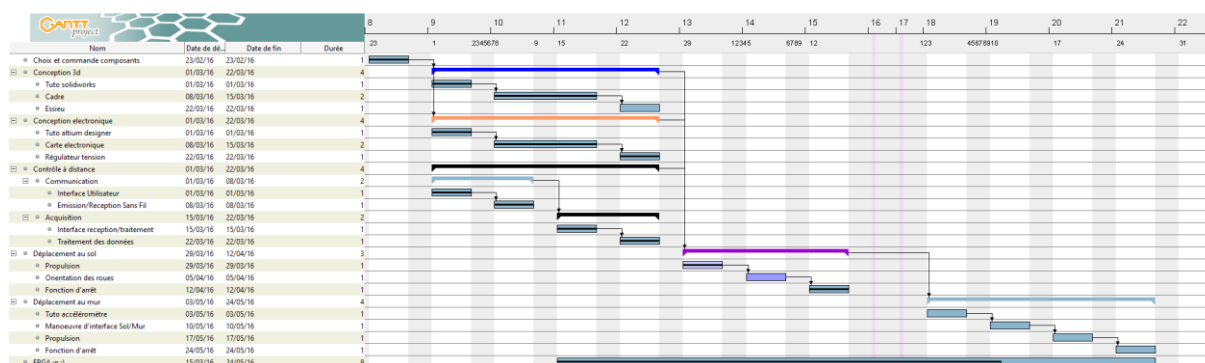 GANTT
project
8 9 10 11 12 13 14 15 16 17 18 19 20 21 22
Nom Date de dé... Date de fin Durée 23 1 2345678 9 15 22 29 12345 6789 12 123 45678910 17 24 31
Choix et commande composants 23/02/16 23/02/16 1
Conception 3d 01/03/16 22/03/16 4
Tuto solidworks 01/03/16 01/03/16 1
Cadre 08/03/16 15/03/16 2
Essieu 22/03/16 22/03/16 1
Conception electronique 01/03/16 22/03/16 4
Tuto altium designer 01/03/16 01/03/16 1
Carte electronique 08/03/16 15/03/16 2
Régulateur tension 22/03/16 22/03/16 1
Contrôle à distance 01/03/16 22/03/16 4
Communication 01/03/16 08/03/16 2
Interface Utilisateur 01/03/16 01/03/16 1
Emission/Reception Sans Fil 08/03/16 08/03/16 1
Acquisition 15/03/16 22/03/16 2
Interface reception/traitement 15/03/16 15/03/16 1
Traitement des données 22/03/16 22/03/16 1
Déplacement au sol 29/03/16 12/04/16 3
Propulsion 29/03/16 29/03/16 1
Orientation des roues 05/04/16 05/04/16 1
Fonction d'arrêt 12/04/16 12/04/16 1
Déplacement au mur 03/05/16 24/05/16 4
Tuto accéléromètre 03/05/16 03/05/16 1
Manoeuvre d'interface Sol/Mur 10/05/16 10/05/16 1
Propulsion 17/05/16 17/05/16 1
Fonction d'arrêt 24/05/16 24/05/16 1
15/03/16 24/05/16 9